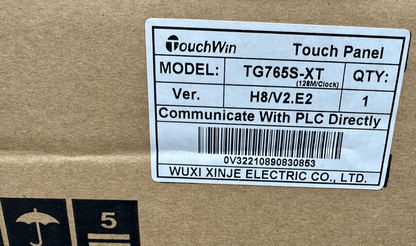 TouchWin Touch Panel
MODEL: TG765S-XT (128M/Clock) QTY:
Ver. H8/V2.E2 1
Communicate With PLC Directly
0V32210890830853
WUXI XINJE ELECTRIC CO., LTD.
5